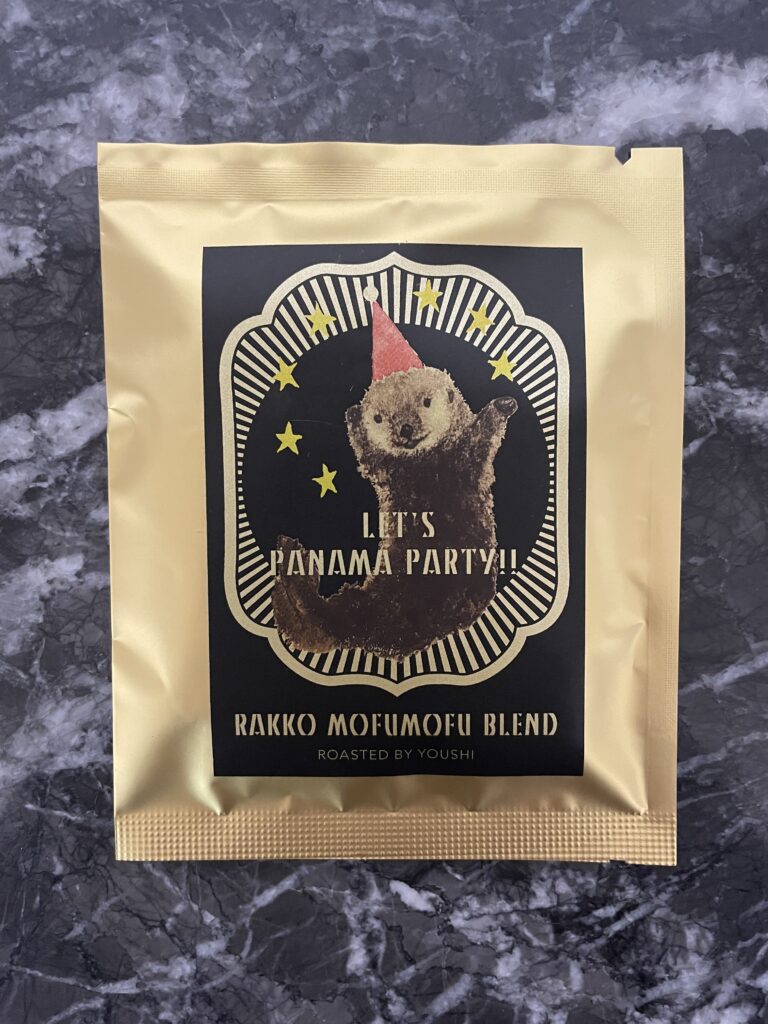 LET'S
PANAMA PARTY!!
RAKKO MOFUMOFU BLEND
ROASTED BY YOUSHI